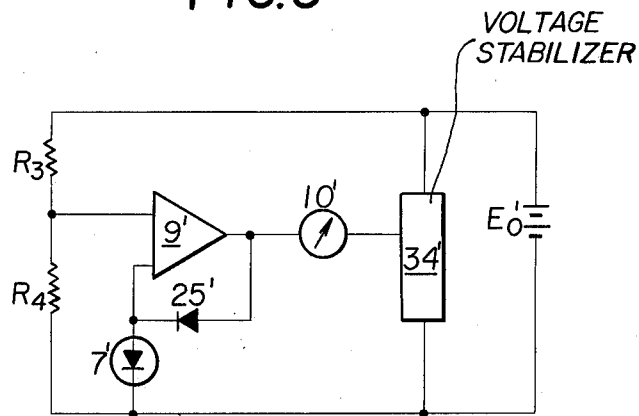 VOLTAGE
STABILIZER
R3
9'
10'
34'
E0'
R4
25'
7'